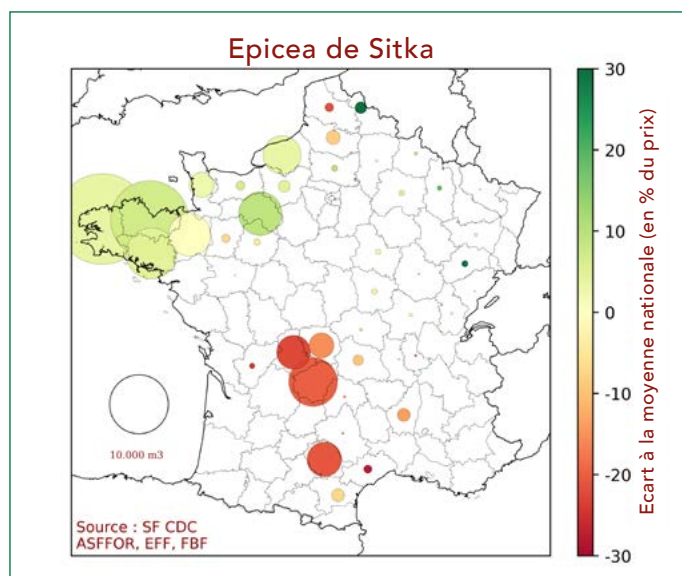 Epicea de Sitka
30
20
10
0
-10
-20
-30
Ecart à la moyenne nationale (en % du prix)
10.000 m3
Source : SF CDC
ASFFOR, EFF, FBF